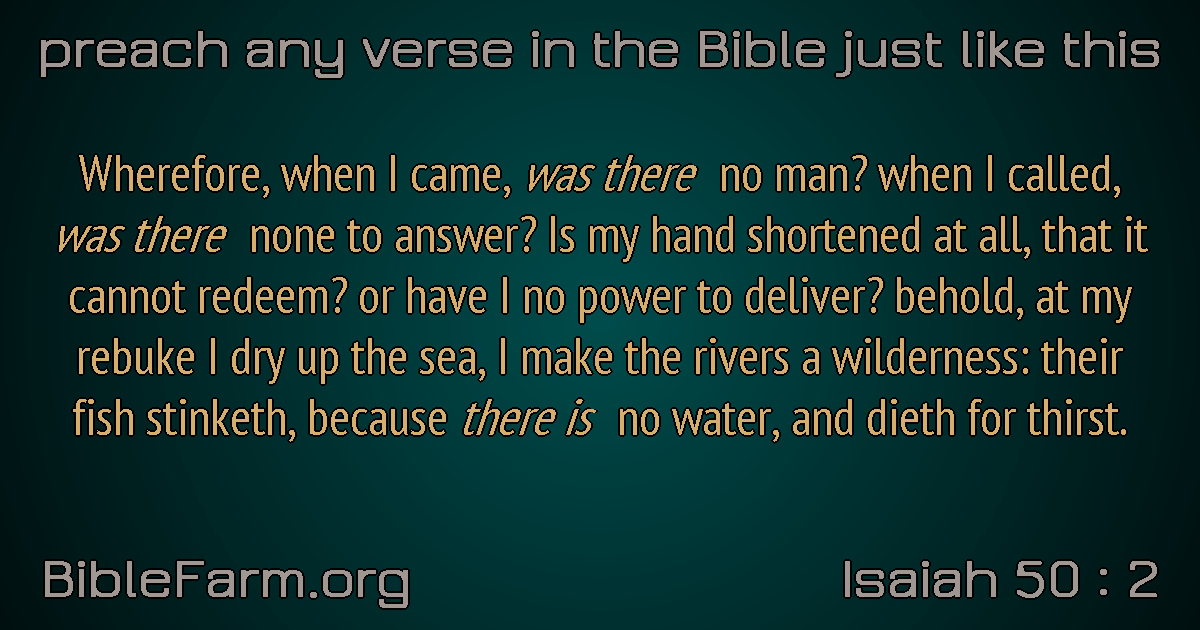 preach any verse in the Bible just like this
Wherefore, when I came, was there no man? when I called,
was there none to answer? Is my hand shortened at all, that it
cannot redeem? or have I no power to deliver? behold, at my
rebuke I dry up the sea, I make the rivers a wilderness: their
fish stinketh, because there is no water, and dieth for thirst.
BibleFarm.org
Isaiah 50 : 2